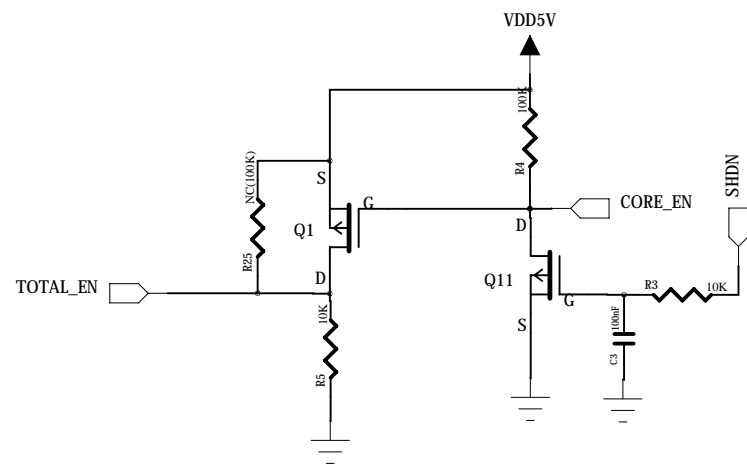 VDD5V
100K
R4
SHDN
NC(100K)
R25
S
G
Q1
D
CORE_EN
D
Q11
G
S
TOTAL_EN
R3
10K
100nF
C3
10K
R5